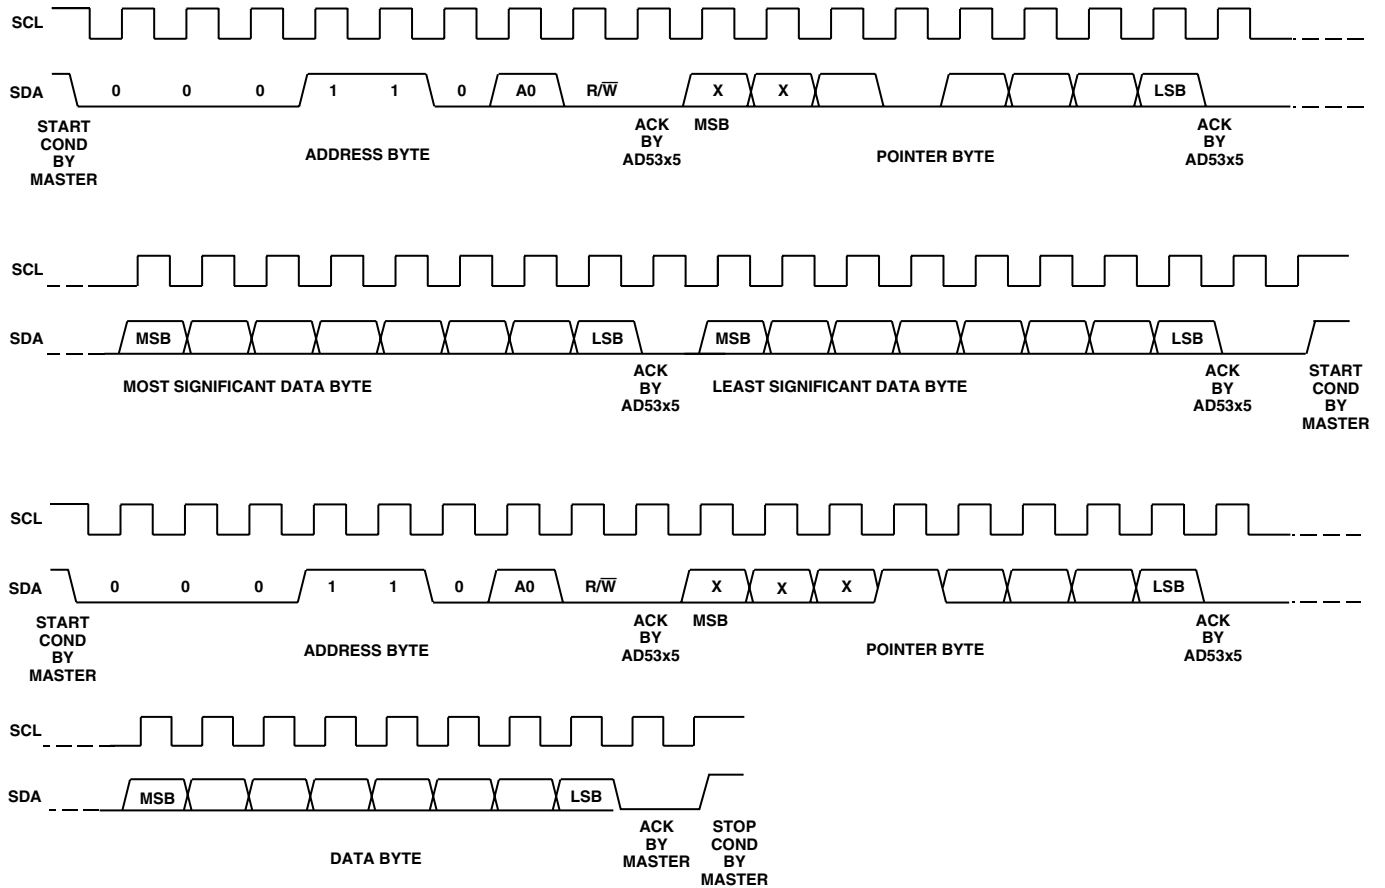 SCL
SDA 0 0 0 1 1 0 A0 R/W̅ X X LSB
START COND BY MASTER
ADDRESS BYTE
ACK BY AD53x5
MSB
POINTER BYTE
ACK BY AD53x5
SCL
SDA MSB LSB MSB LSB
MOST SIGNIFICANT DATA BYTE
ACK BY AD53x5
LEAST SIGNIFICANT DATA BYTE
ACK BY AD53x5
START COND BY MASTER
SCL
SDA 0 0 0 1 1 0 A0 R/W̅ X X X LSB
START COND BY MASTER
ADDRESS BYTE
ACK BY AD53x5
MSB
POINTER BYTE
ACK BY AD53x5
SCL
SDA MSB LSB
DATA BYTE
ACK BY MASTER
STOP COND BY MASTER